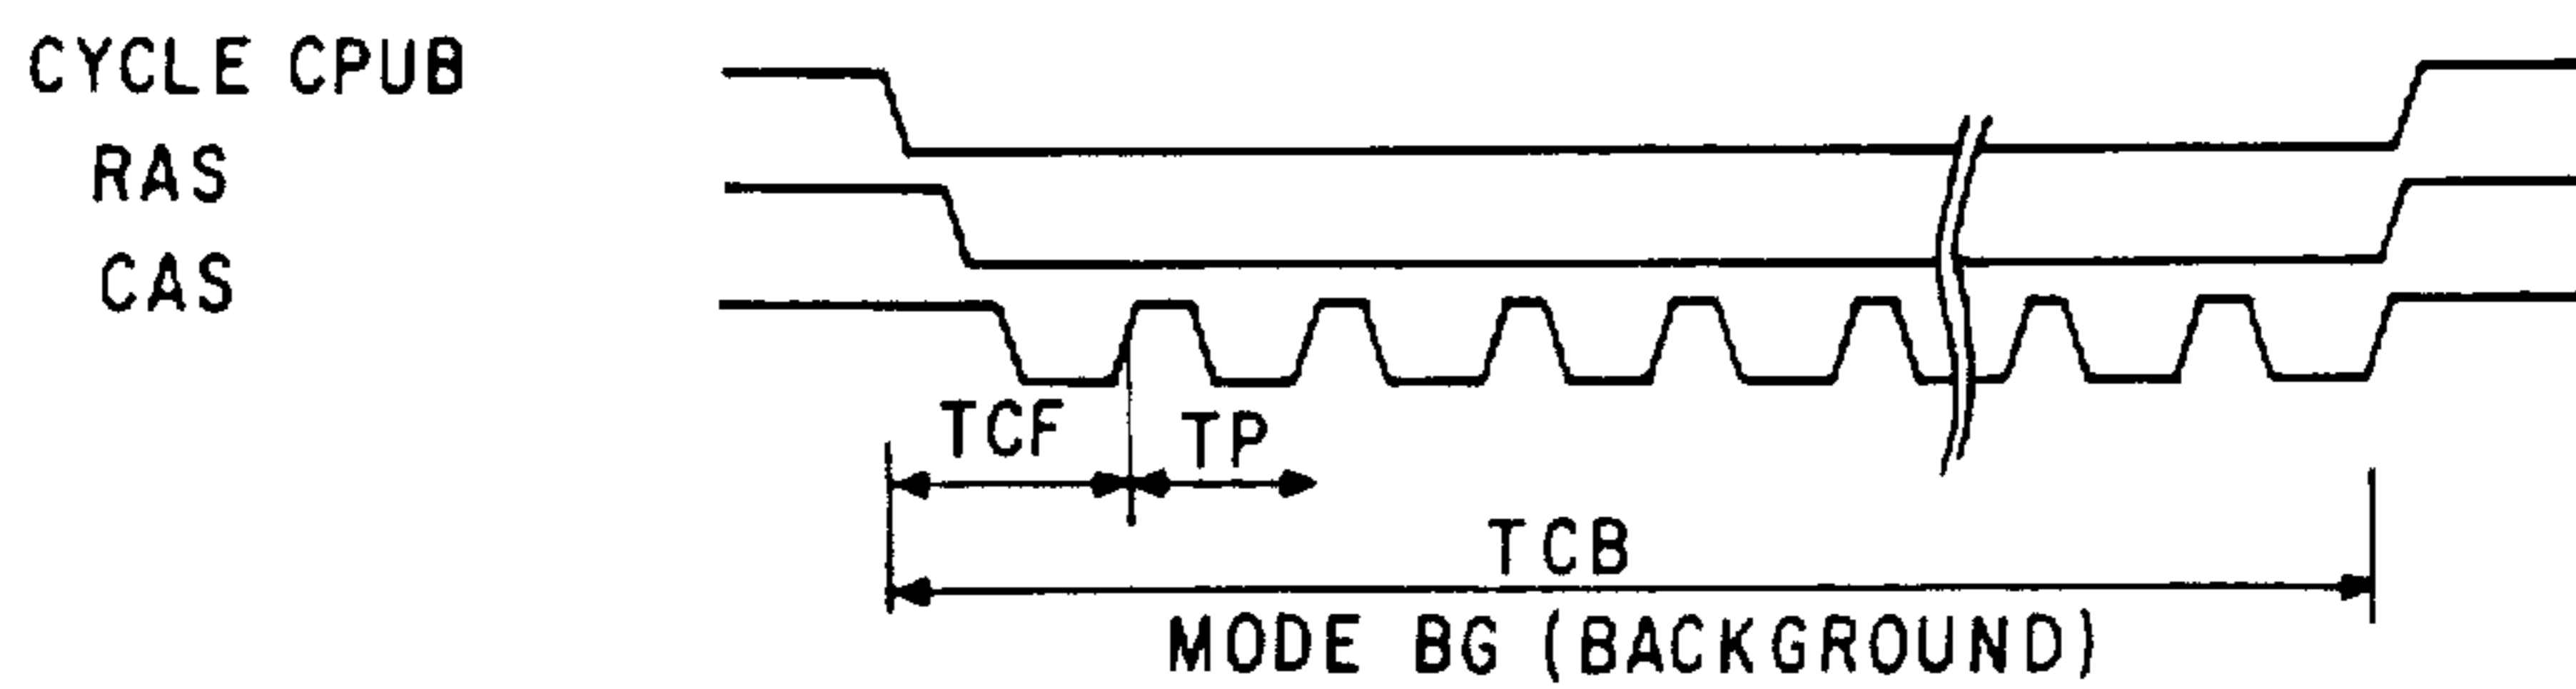 CYCLE CPUB
RAS
CAS
TCF
TP
TCB
MODE BG (BACKGROUND)